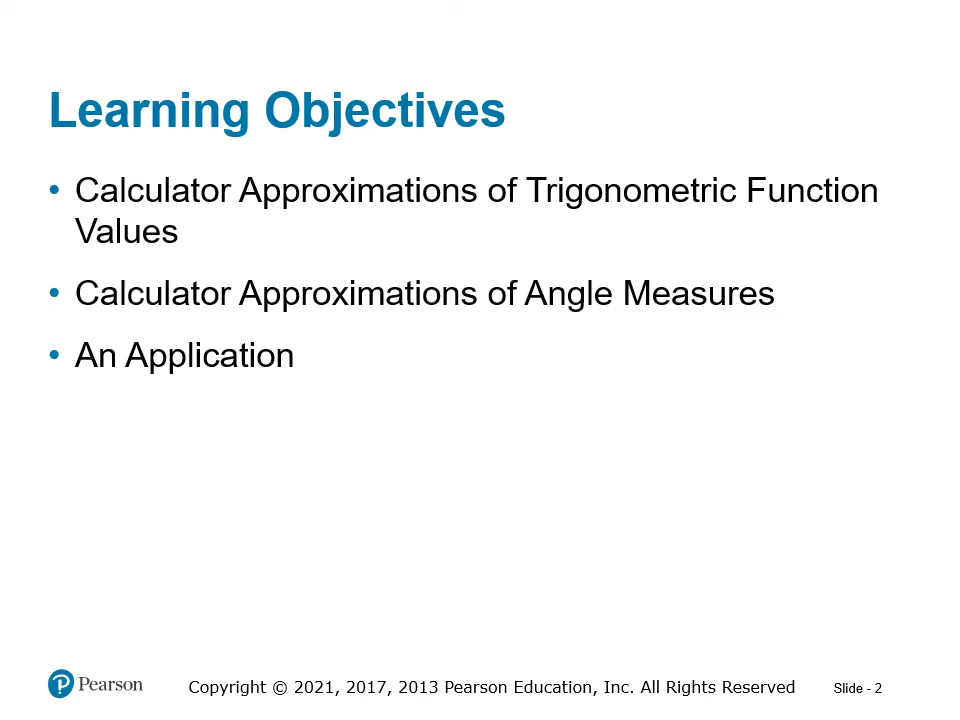 Learning Objectives
• Calculator Approximations of Trigonometric Function
Values
• Calculator Approximations of Angle Measures
• An Application
Pearson
Copyright © 2021, 2017, 2013 Pearson Education, Inc. All Rights Reserved
Slide - 2